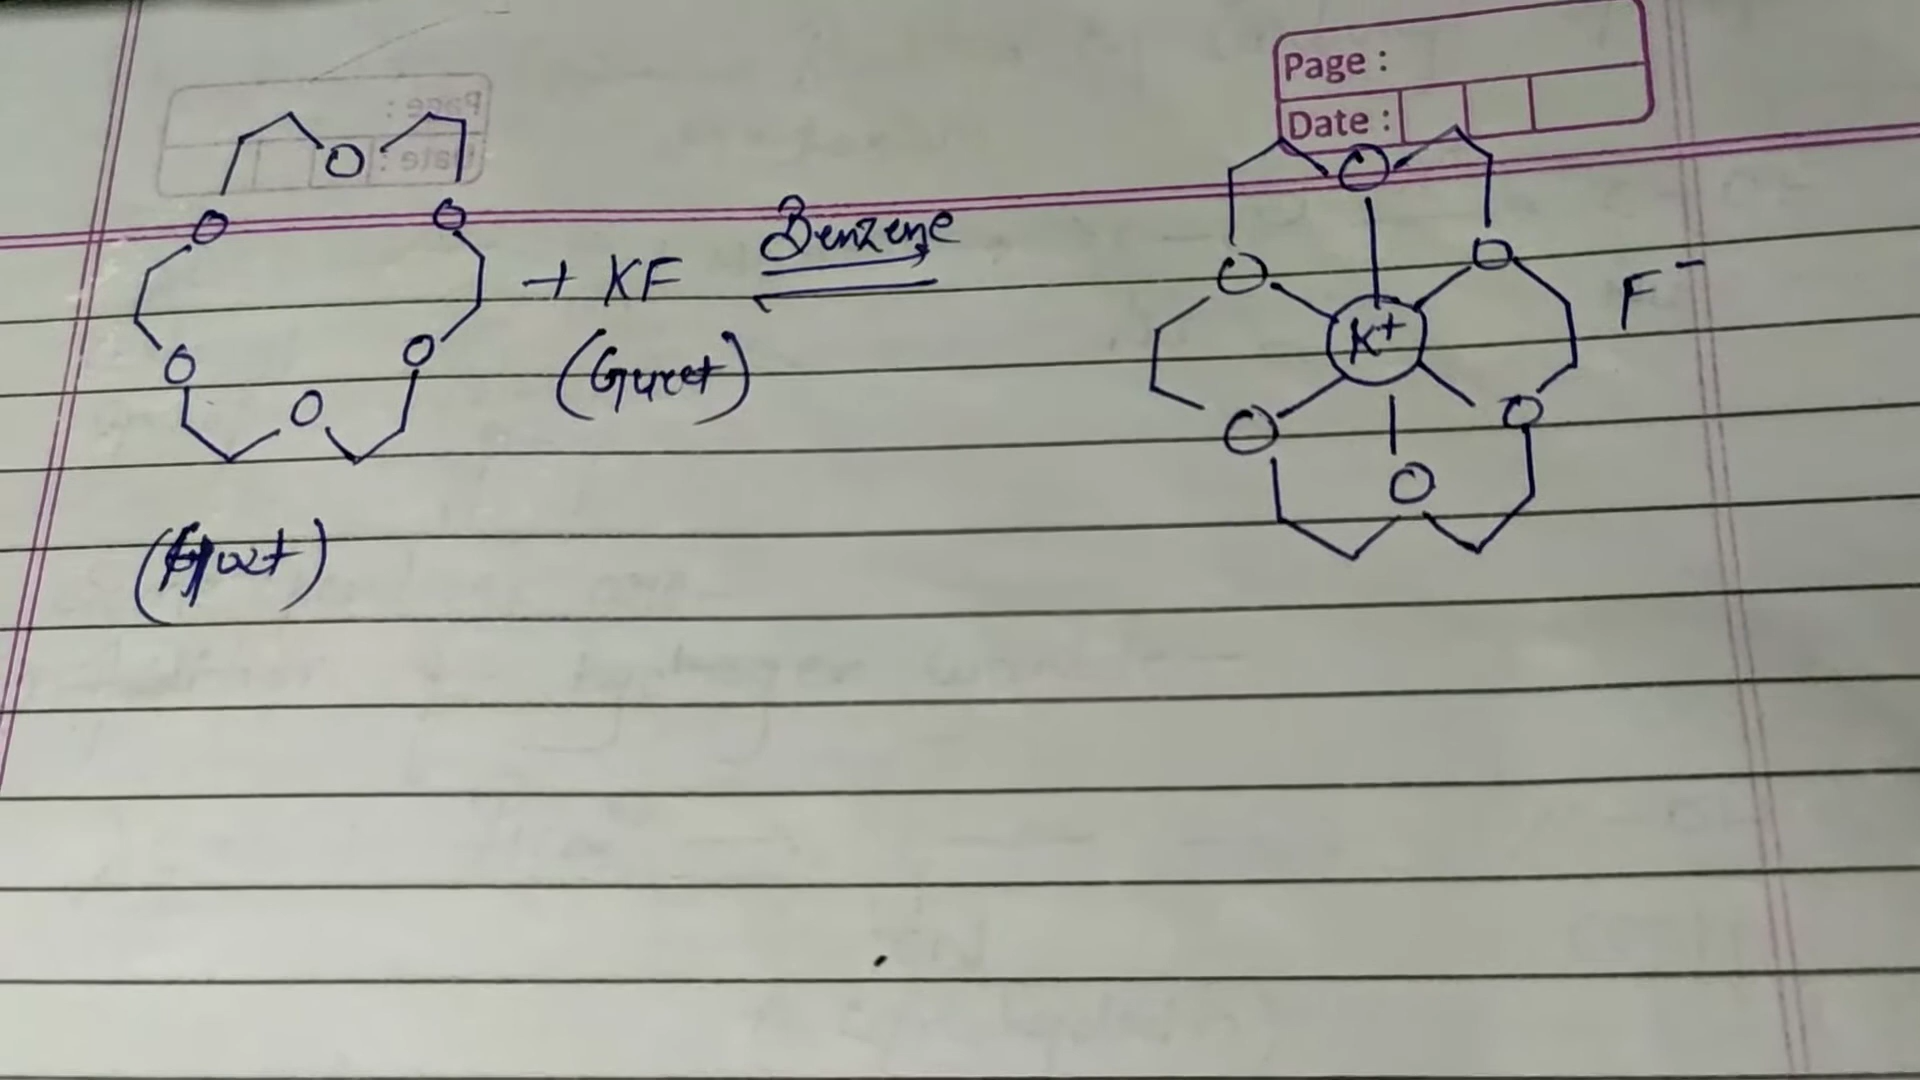 Page :
Date :
O
O
O
O
O
O
+ KF
Benzene
(Guest)
(Host)
O
O
O
K+
F-
O
O
O